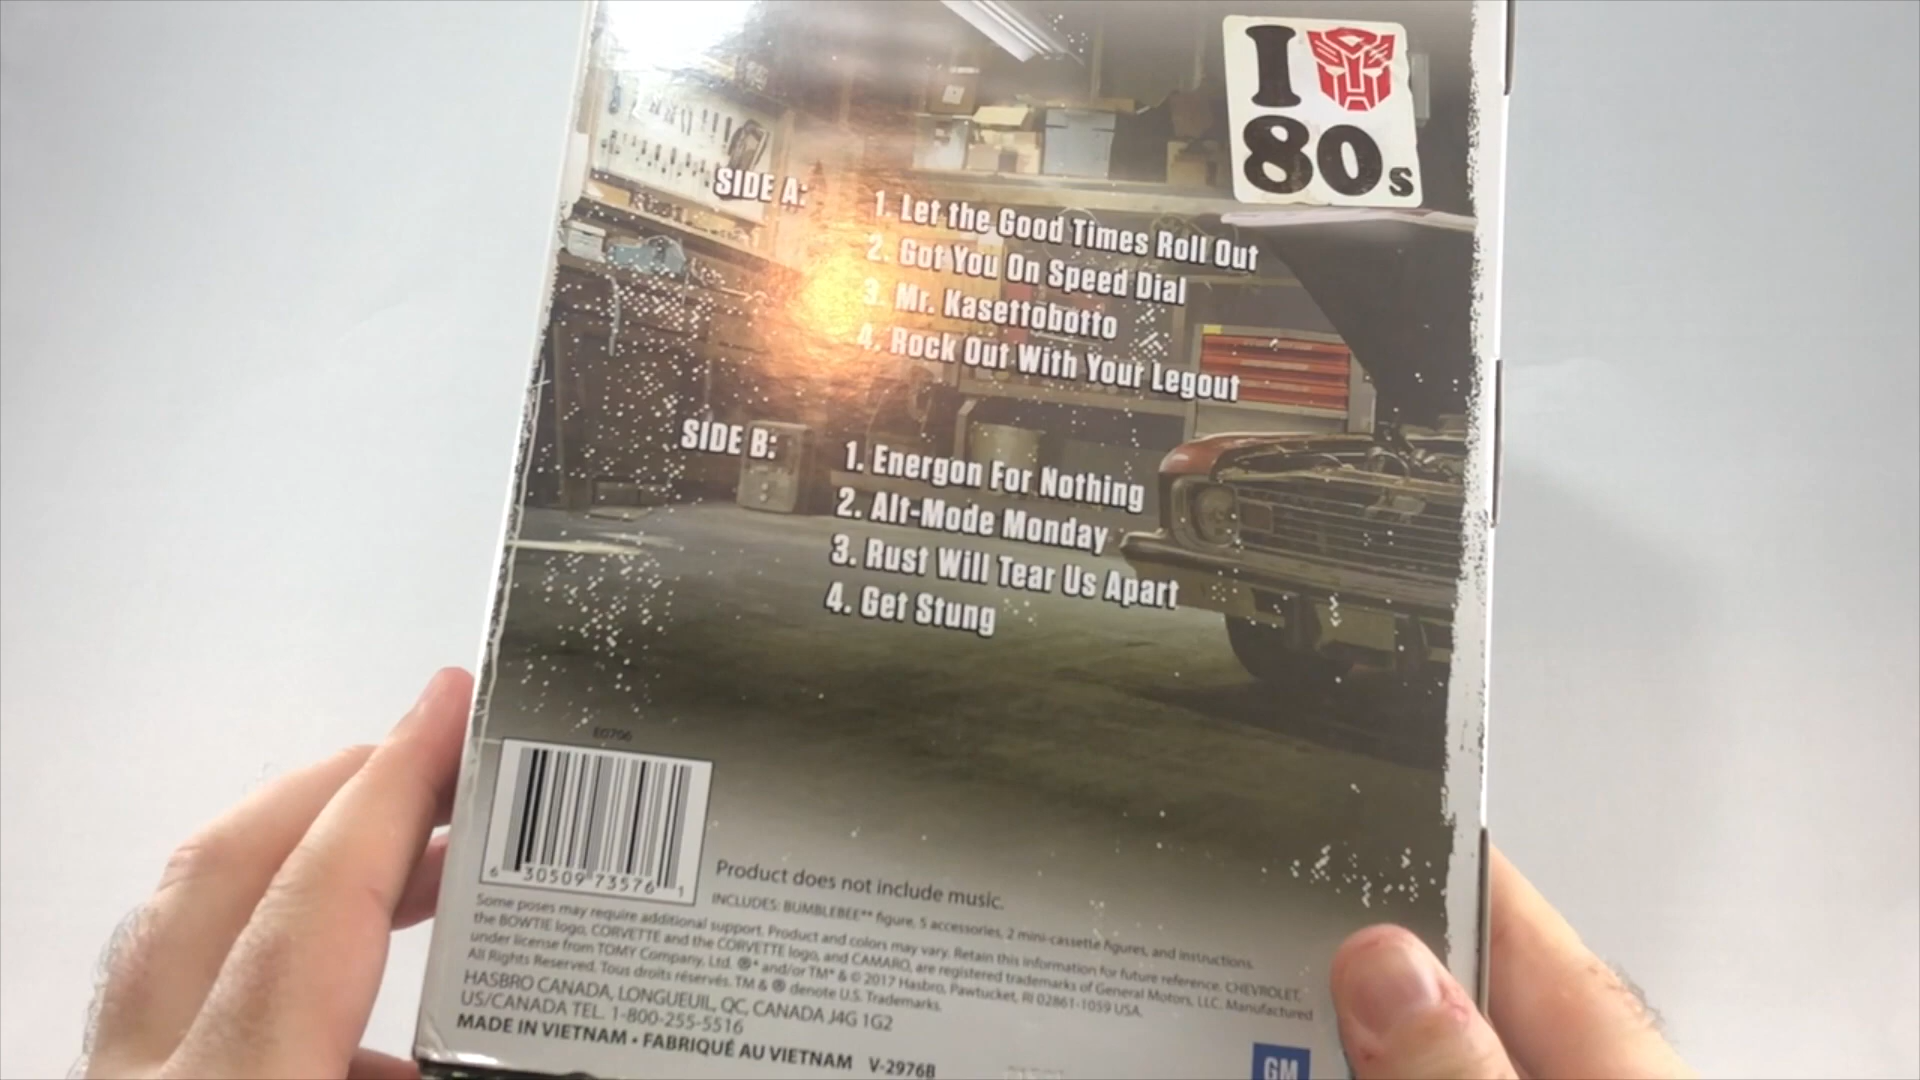 I
80s
SIDE A:
1. Let the Good Times Roll Out
2. Got You On Speed Dial
3. Mr. Kasettobotto
4. Rock Out With Your Legout
SIDE B:
1. Energon For Nothing
2. Alt-Mode Monday
3. Rust Will Tear Us Apart
4. Get Stung
E0706
6 30509 73576 1
Product does not include music.
INCLUDES: BUMBLEBEE** figure, 5 accessories, 2 mini-cassette figures, and instructions.
Some poses may require additional support. Product and colors may vary. Retain this information for future reference. CHEVROLET,
the BOWTIE logo, CORVETTE and the CORVETTE logo, and CAMARO, are registered trademarks of General Motors, LLC. Manufactured
under license from TOMY Company, Ltd. ®* and/or TM* & © 2017 Hasbro, Pawtucket, RI 02861-1059 USA.
All Rights Reserved. Tous droits réservés. TM & ® denote U.S. Trademarks.
HASBRO CANADA, LONGUEUIL, QC, CANADA J4G 1G2
US/CANADA TEL. 1-800-255-5516
MADE IN VIETNAM • FABRIQUÉ AU VIETNAM V-2976B
GM